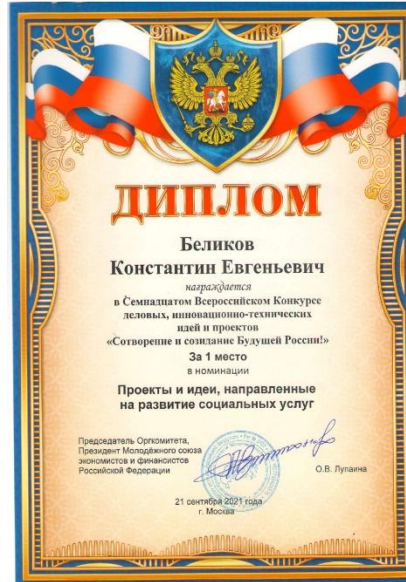 ДИПЛОМ
Беликов
Константин Евгеньевич
награждается
в Семнадцатом Всероссийском Конкурсе
деловых, инновационно-технических
идей и проектов
«Сотворение и созидание Будущей России!»
За 1 место
в номинации
Проекты и идеи, направленные
на развитие социальных услуг
Председатель Оргкомитета,
Президент Молодёжного союза
экономистов и финансистов
Российской Федерации
О.В. Лупаина
21 сентября 2021 года
г. Москва